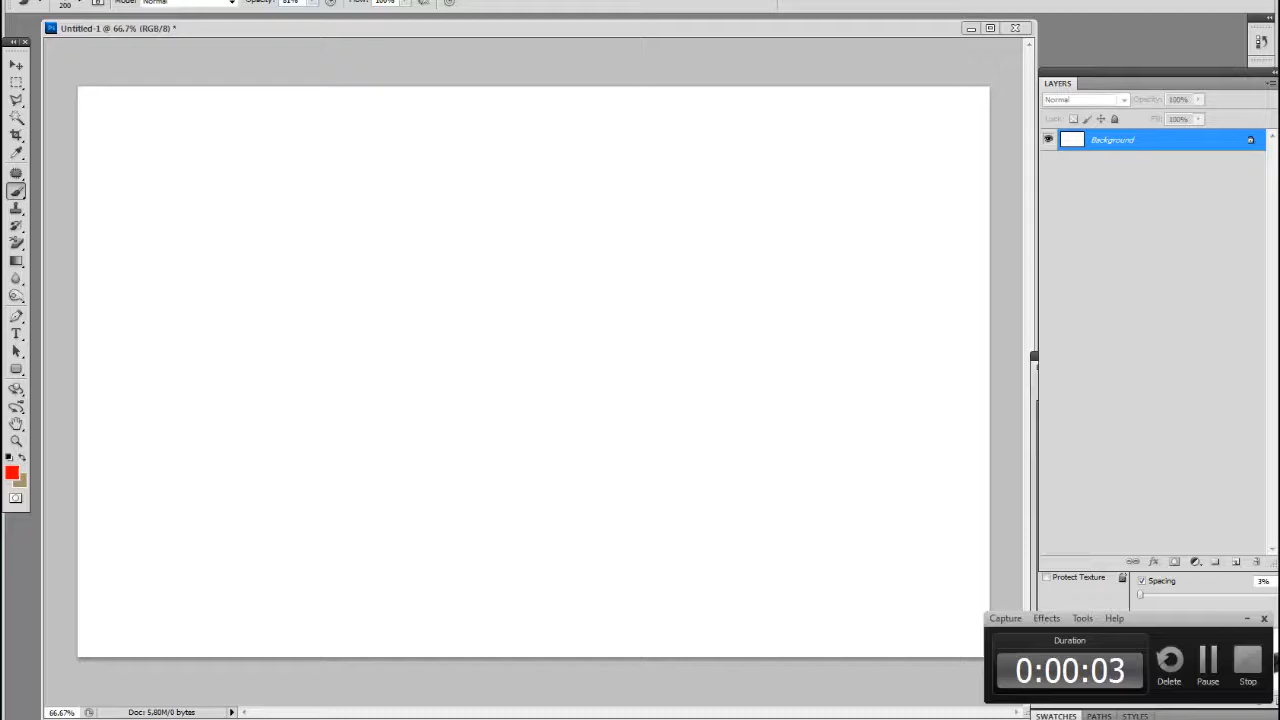 200 Mode: Normal Opacity: 81% Flow: 100%
Untitled-1 @ 66.7% (RGB/8) *
LAYERS
Normal Opacity: 100%
Lock: Fill: 100%
Background
T
Protect Texture Spacing 3%
Capture Effects Tools Help
Duration
0:00:03
Delete Pause Stop
66.67% Doc: 5,80M/0 bytes
SWATCHES PATHS STYLES